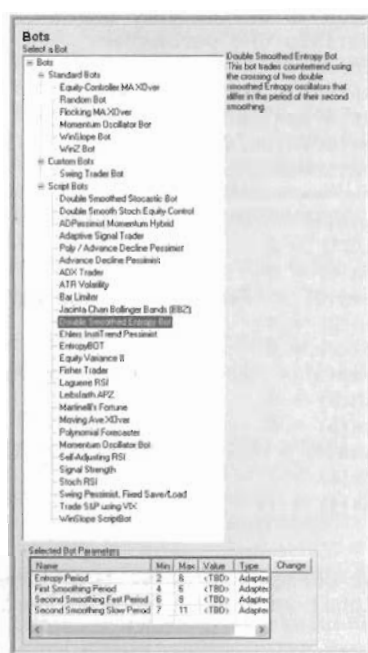 Bots
Select a Bot
Bots
Standard Bots
Equity Controller MA XOver
Random Bot
Flocking MA XOver
Momentum Oscillator Bot
WinSlope Bot
WinZ Bot
Custom Bots
Swing Trader Bot
Script Bots
Double Smoothed Stocastic Bot
Double Smooth Stoch Equity Control
ADPessimist Momentum Hybrid
Adaptive Signal Trader
Poly / Advance Decline Pessimist
Advance Decline Pessimist
ADX Trader
ATR Volatility
Bar Limiter
Jacinta Chan Bollinger Bands (BBZ)
Double Smoothed Entropy Bot
Ehlers InstiTrend Pessimist
EntropyBOT
Equity Variance II
Fisher Trader
Laguerre RSI
Leibsfarth APZ
Martinelli's Fortune
Moving Ave XOver
Polynomial Forecaster
Momentum Oscillator Bot
Self-Adjusting RSI
Signal Strength
Stoch RSI
Swing Pessimist, Fixed Save/Load
Trade S&P using VIX
WinSlope ScriptBot
Double Smoothed Entropy Bot
This bot trades countertrend using
the crossing of two double
smoothed Entropy oscillators that
differ in the period of their second
smoothing.
Selected Bot Parameters
Name Min Max Value Type
Entropy Period 2 6 <TBD> Adapted
First Smoothing Period 4 6 <TBD> Adapted
Second Smoothing Fast Period 6 8 <TBD> Adapted
Second Smoothing Slow Period 7 11 <TBD> Adapted
Change